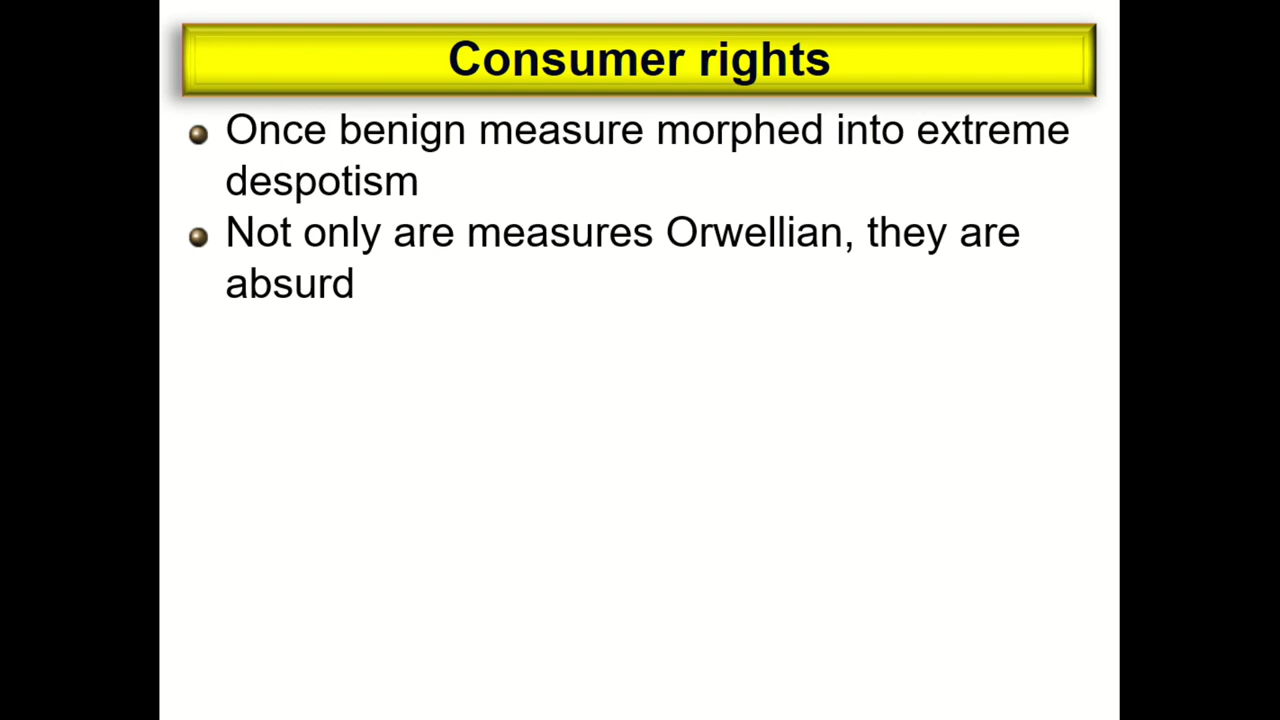 Consumer rights
Once benign measure morphed into extreme
despotism
Not only are measures Orwellian, they are
absurd